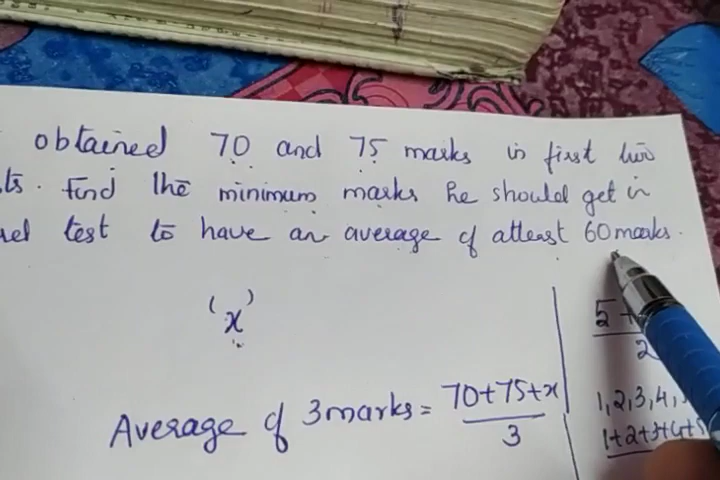 obtained 70 and 75 marks in first two
ts. Find the minimum marks he should get in
test to have an average of atleast 60 marks.
(x)
Average of 3 marks = 70+75+x
3
5+
2
1,2,3,4,
1+2+3+4+5